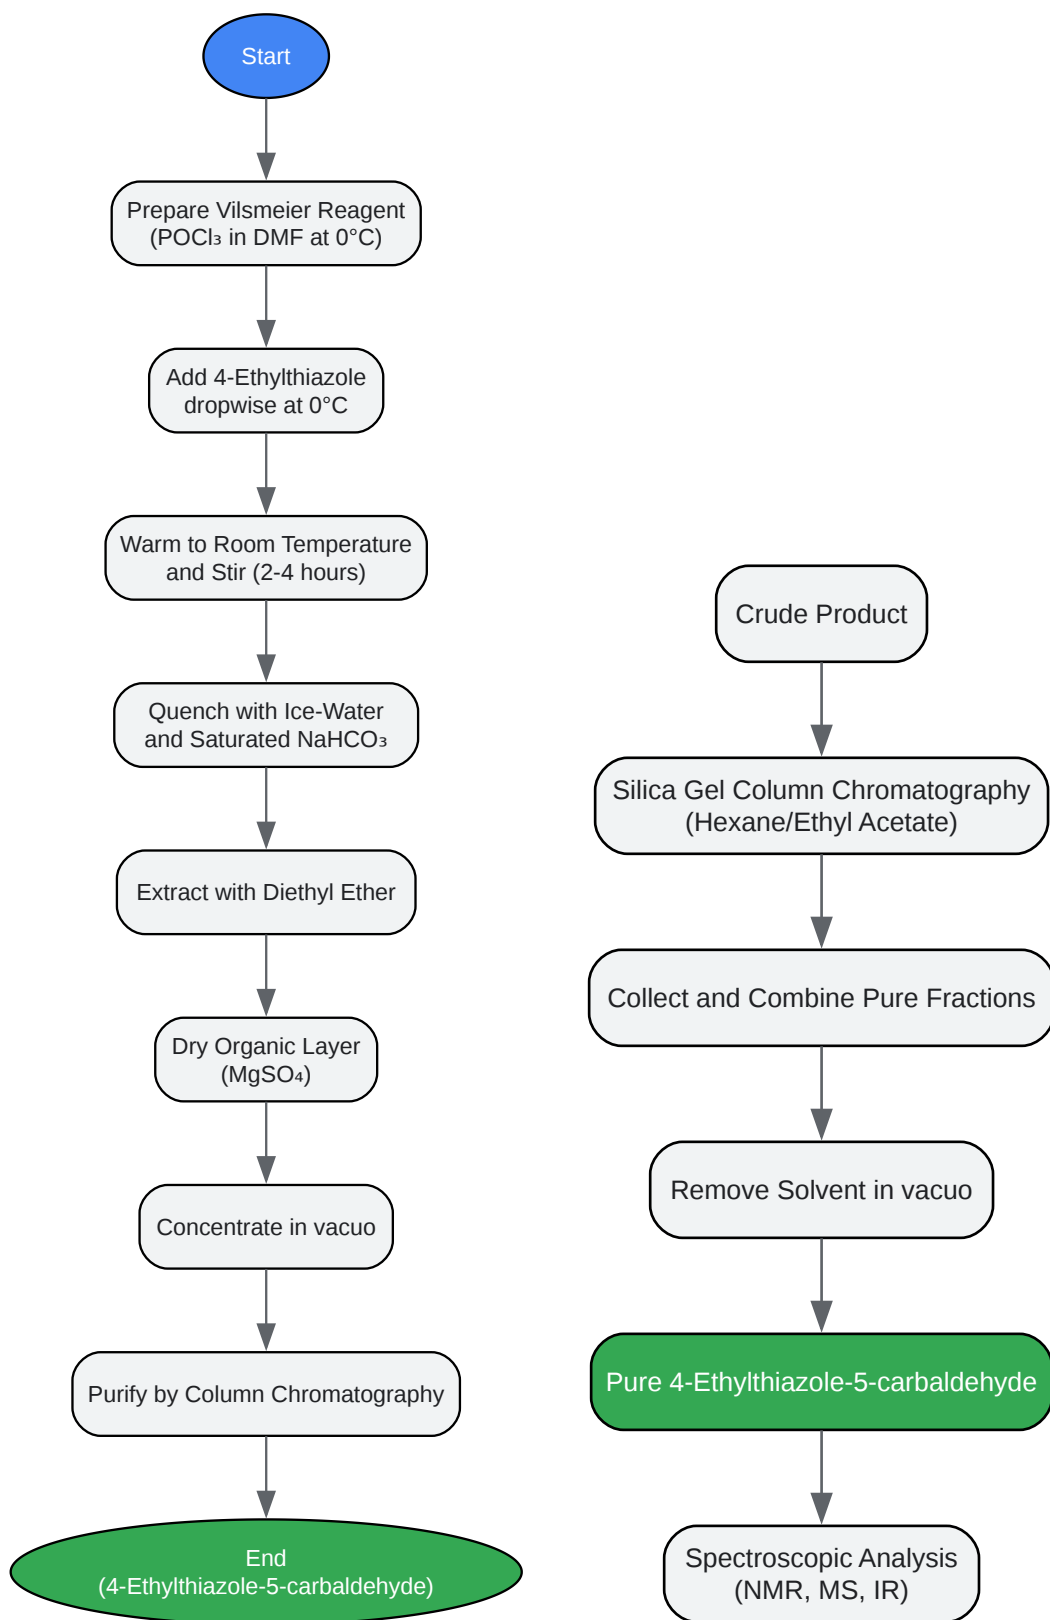 Start
Prepare Vilsmeier Reagent
(POCl₃ in DMF at 0°C)
Add 4-Ethylthiazole
dropwise at 0°C
Warm to Room Temperature
and Stir (2-4 hours)
Quench with Ice-Water
and Saturated NaHCO₃
Extract with Diethyl Ether
Dry Organic Layer
(MgSO₄)
Concentrate in vacuo
Purify by Column Chromatography
End
(4-Ethylthiazole-5-carbaldehyde)
Crude Product
Silica Gel Column Chromatography
(Hexane/Ethyl Acetate)
Collect and Combine Pure Fractions
Remove Solvent in vacuo
Pure 4-Ethylthiazole-5-carbaldehyde
Spectroscopic Analysis
(NMR, MS, IR)